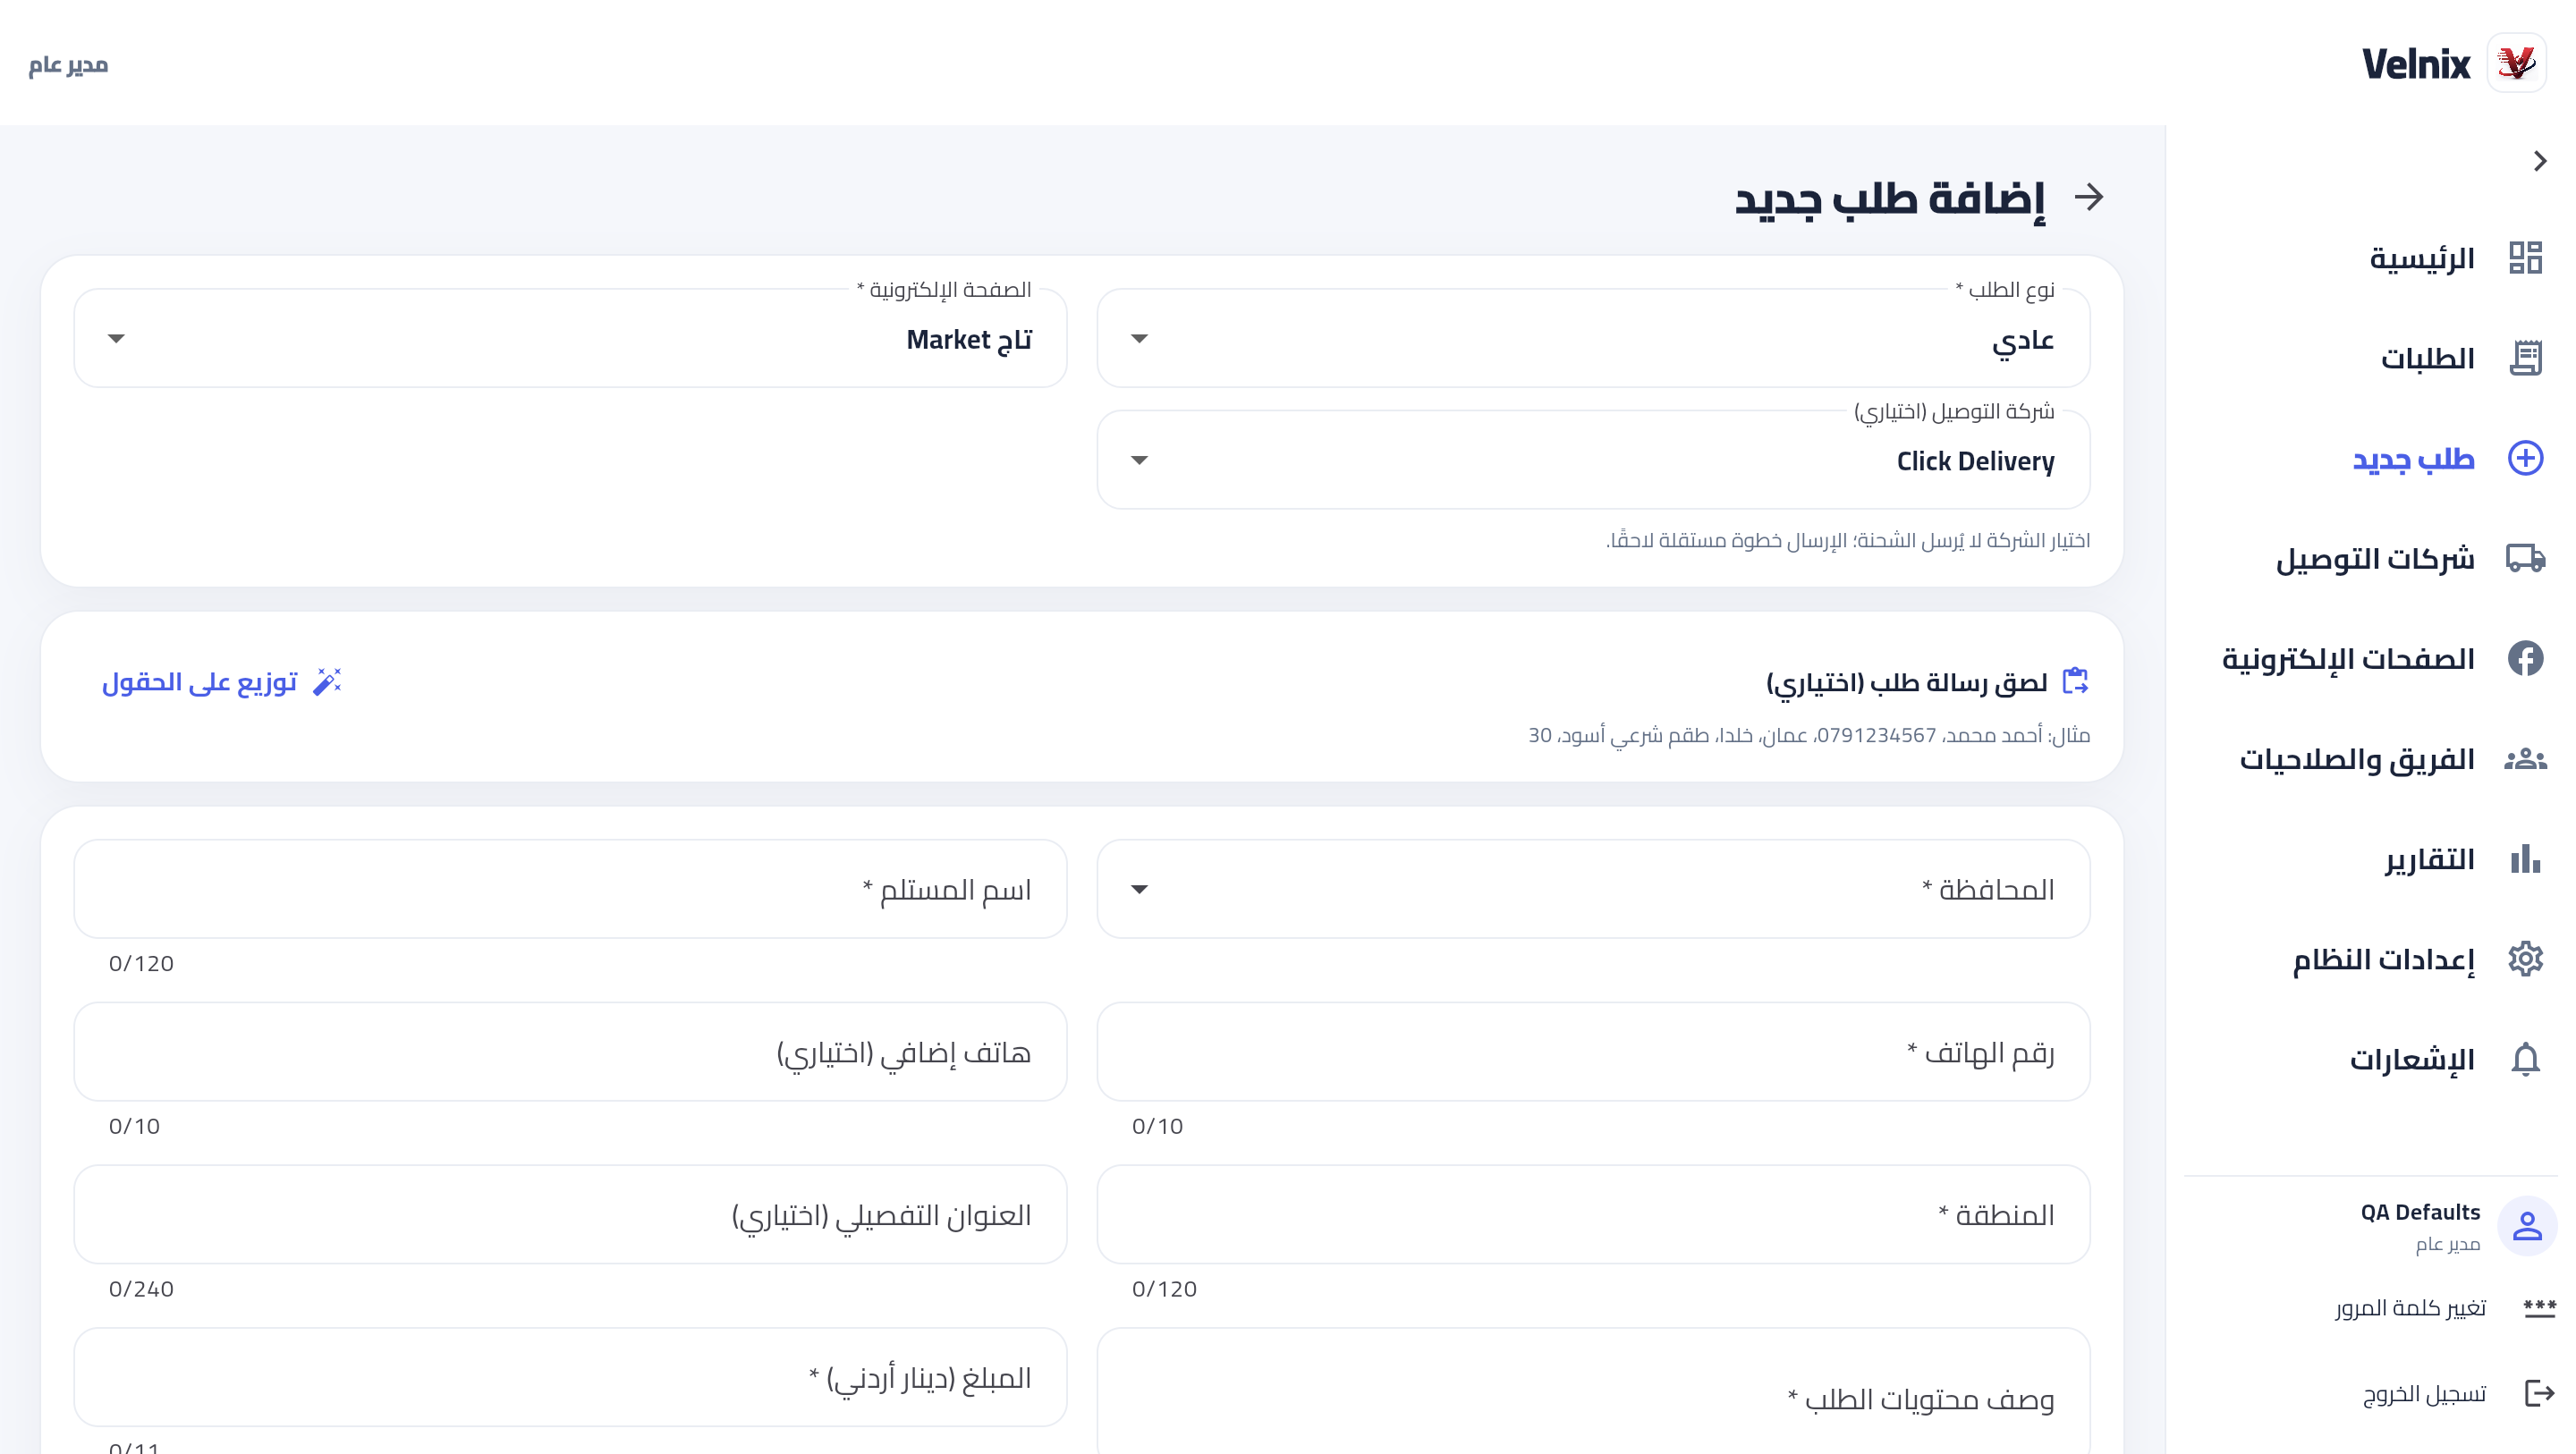 Velnix
مدير عام
الرئيسية
الطلبات
طلب جديد
شركات التوصيل
الصفحات الإلكترونية
الفريق والصلاحيات
التقارير
إعدادات النظام
الإشعارات
QA Defaults
مدير عام
تغيير كلمة المرور
تسجيل الخروج
إضافة طلب جديد
نوع الطلب *
عادي
الصفحة الإلكترونية *
تاج Market
شركة التوصيل (اختياري)
Click Delivery
اختيار الشركة لا يُرسل الشحنة؛ الإرسال خطوة مستقلة لاحقًا.
لصق رسالة طلب (اختياري)
توزيع على الحقول
مثال: أحمد محمد، 0791234567، عمان، خلدا، طقم شرعي أسود، 30
المحافظة *
اسم المستلم *
0/120
رقم الهاتف *
0/10
هاتف إضافي (اختياري)
0/10
المنطقة *
0/120
العنوان التفصيلي (اختياري)
0/240
وصف محتويات الطلب *
المبلغ (دينار أردني) *
0/11